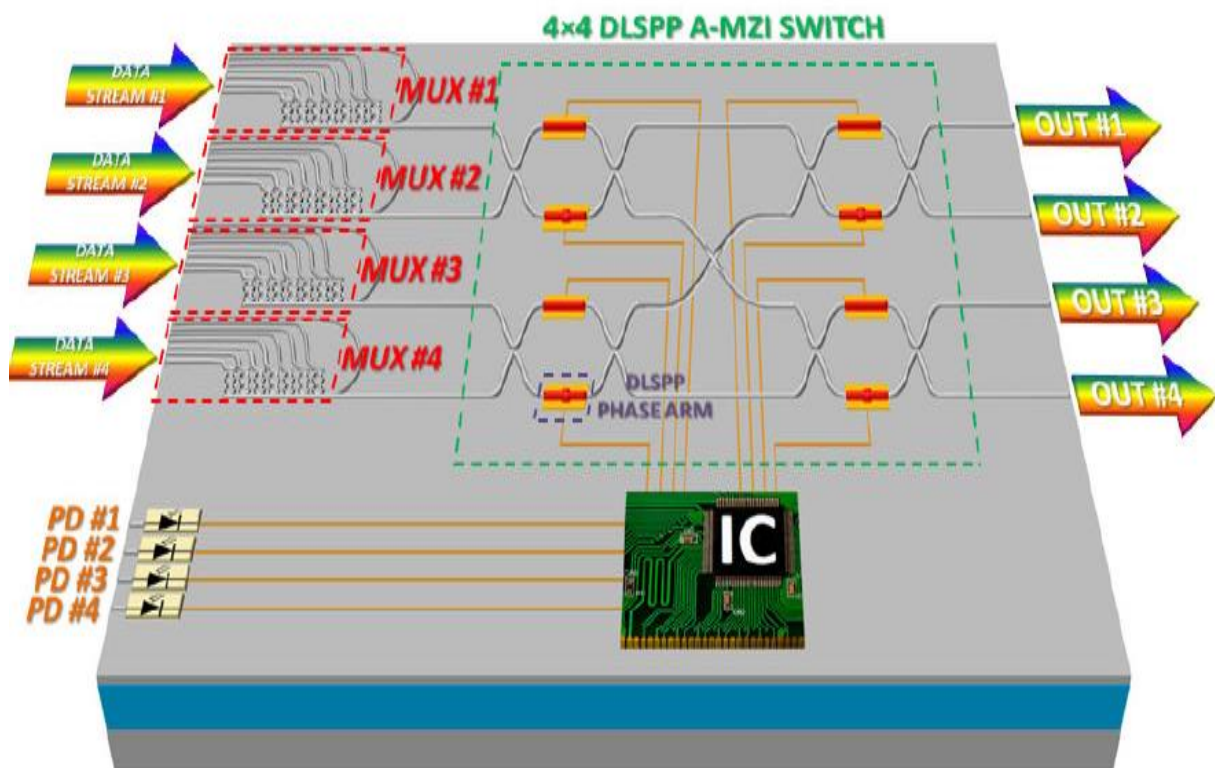 4×4 DLSPP A-MZI SWITCH
DATA
STREAM #1
MUX #1
OUT #1
DATA
STREAM #2
MUX #2
OUT #2
DATA
STREAM #3
MUX #3
OUT #3
DATA
STREAM #4
MUX #4
DLSPP
PHASE ARM
OUT #4
PD #1
PD #2
PD #3
PD #4
IC